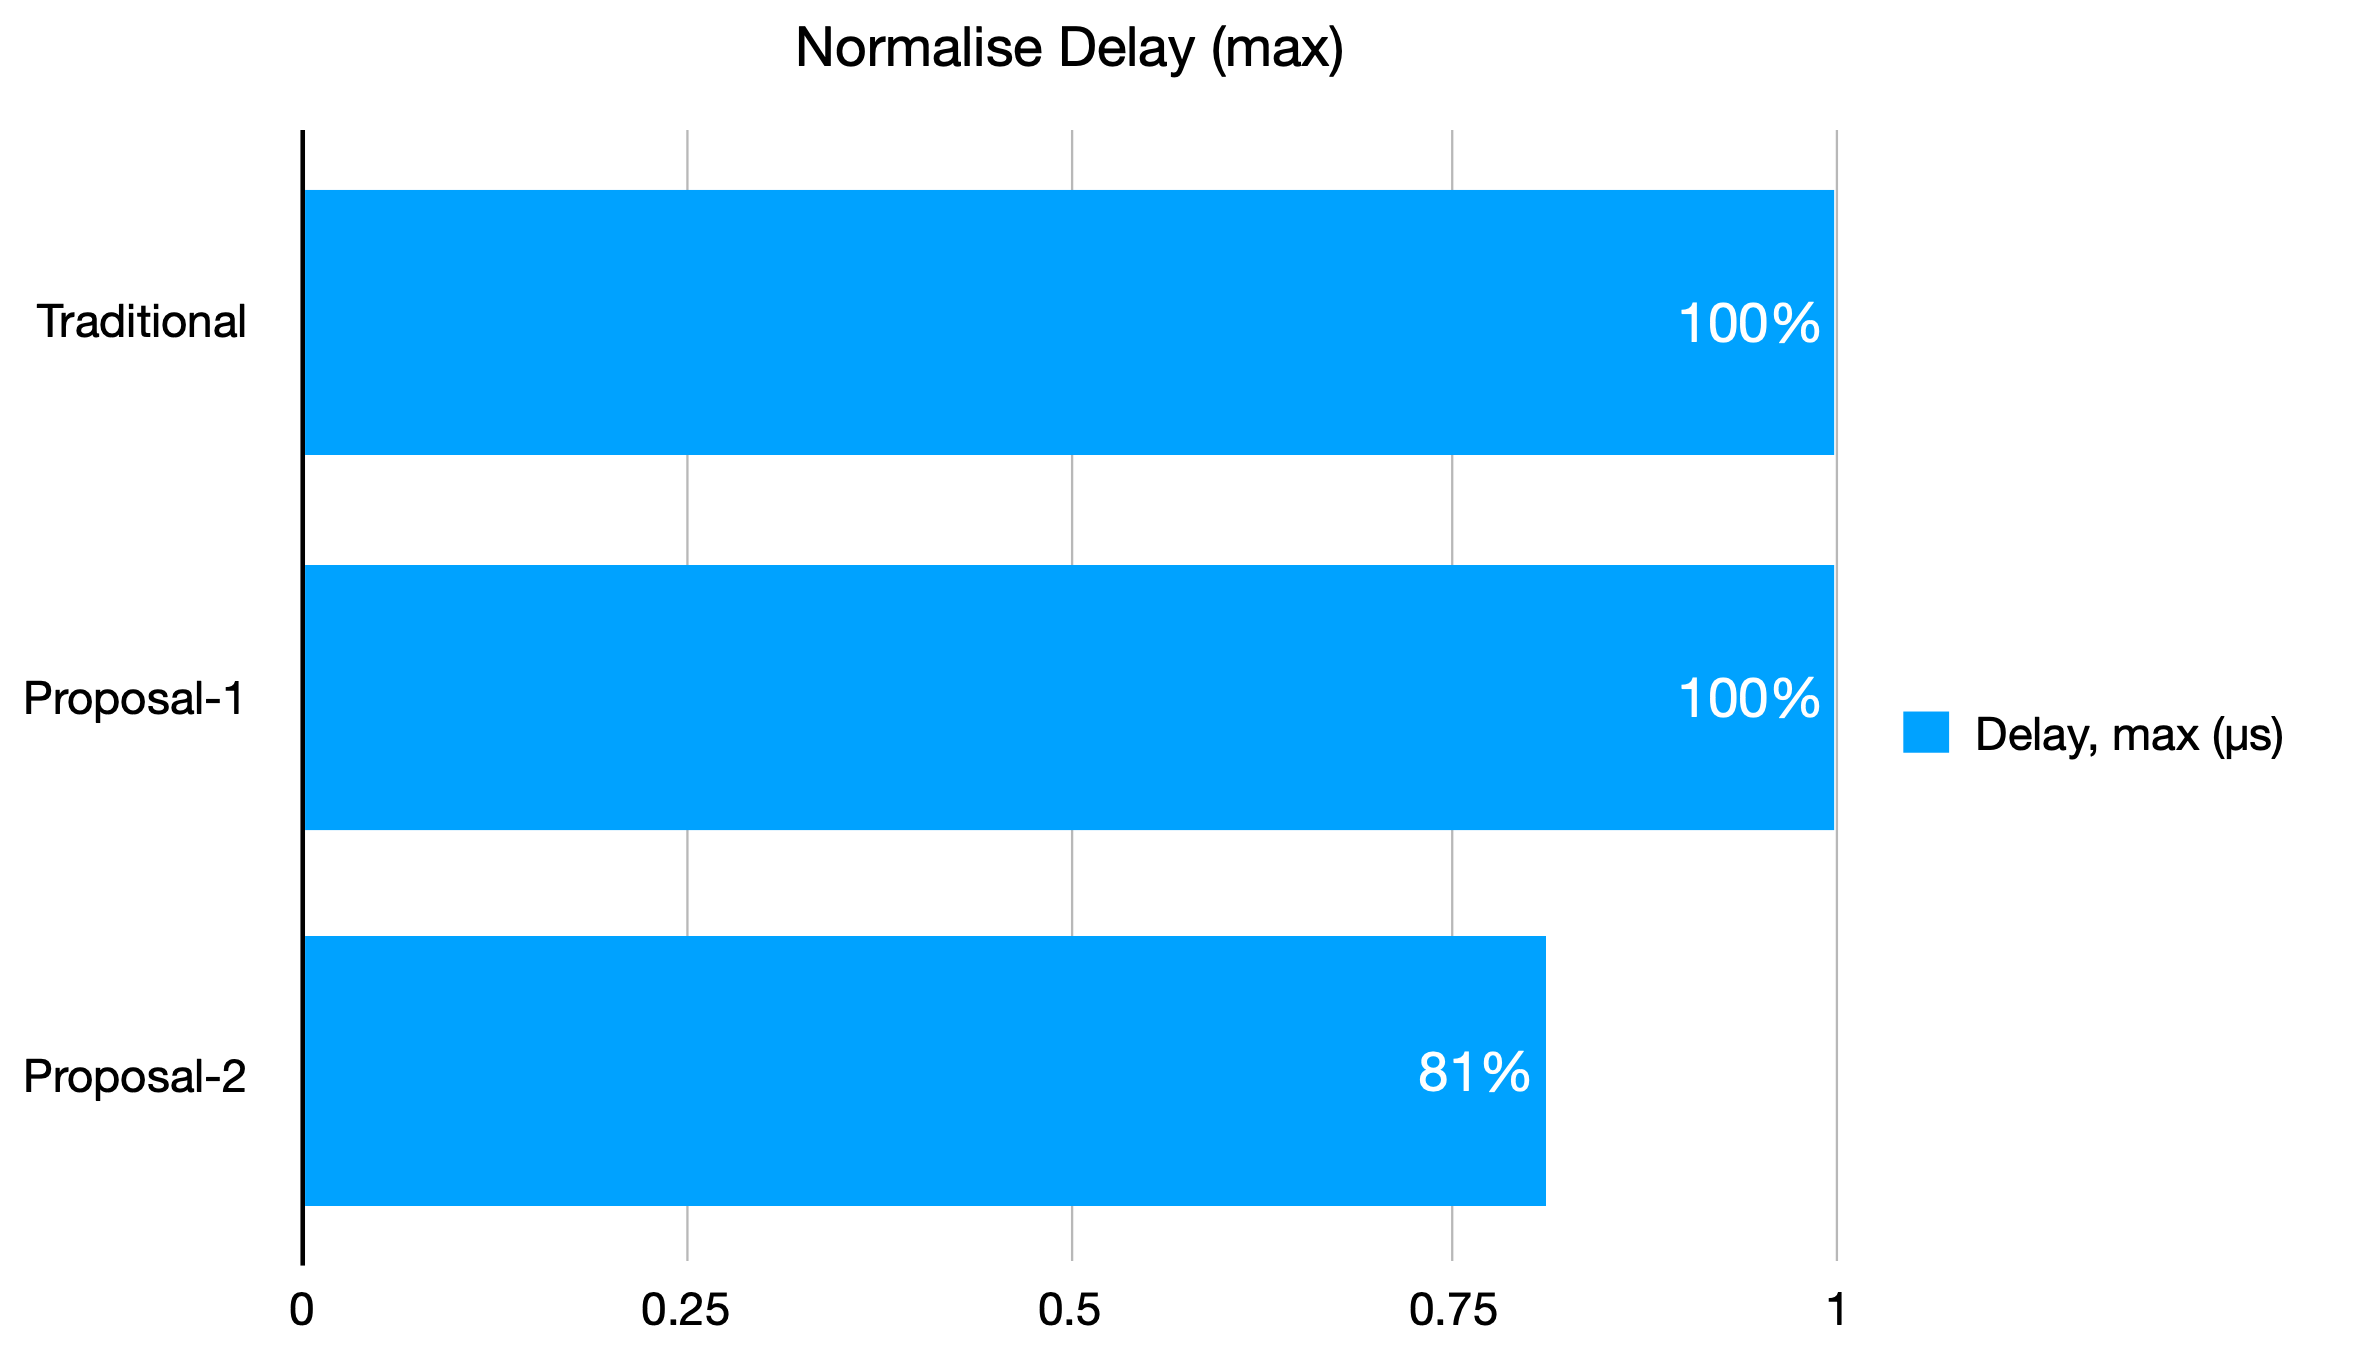 Normalise Delay (max)
Traditional
100%
Proposal-1
100%
Delay, max (µs)
Proposal-2
81%
0
0.25
0.5
0.75
1